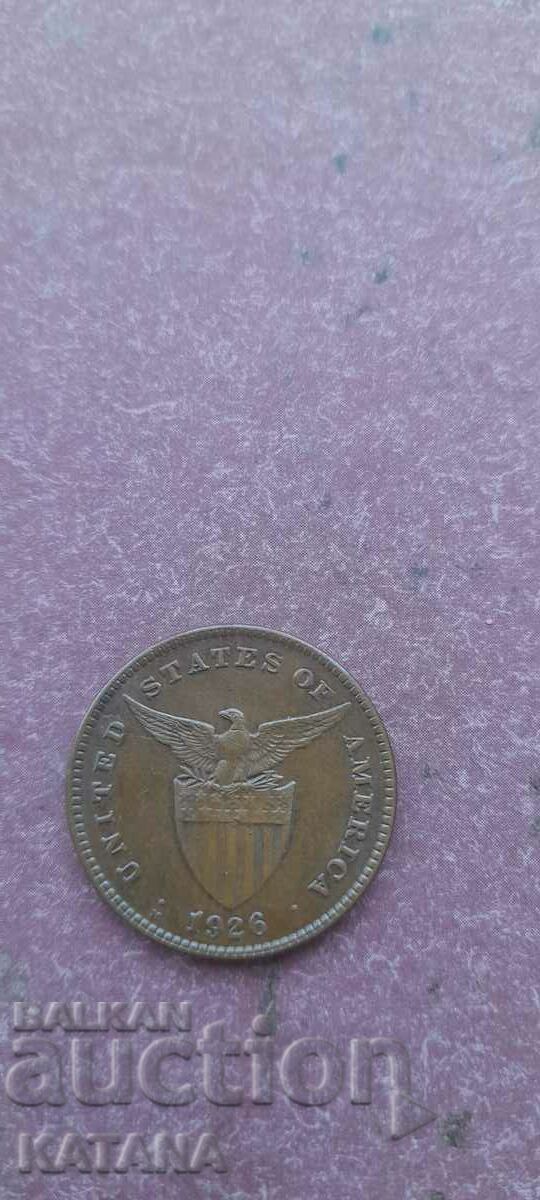 UNITED STATES OF AMERICA
1926
BALKAN
auction
KATANA